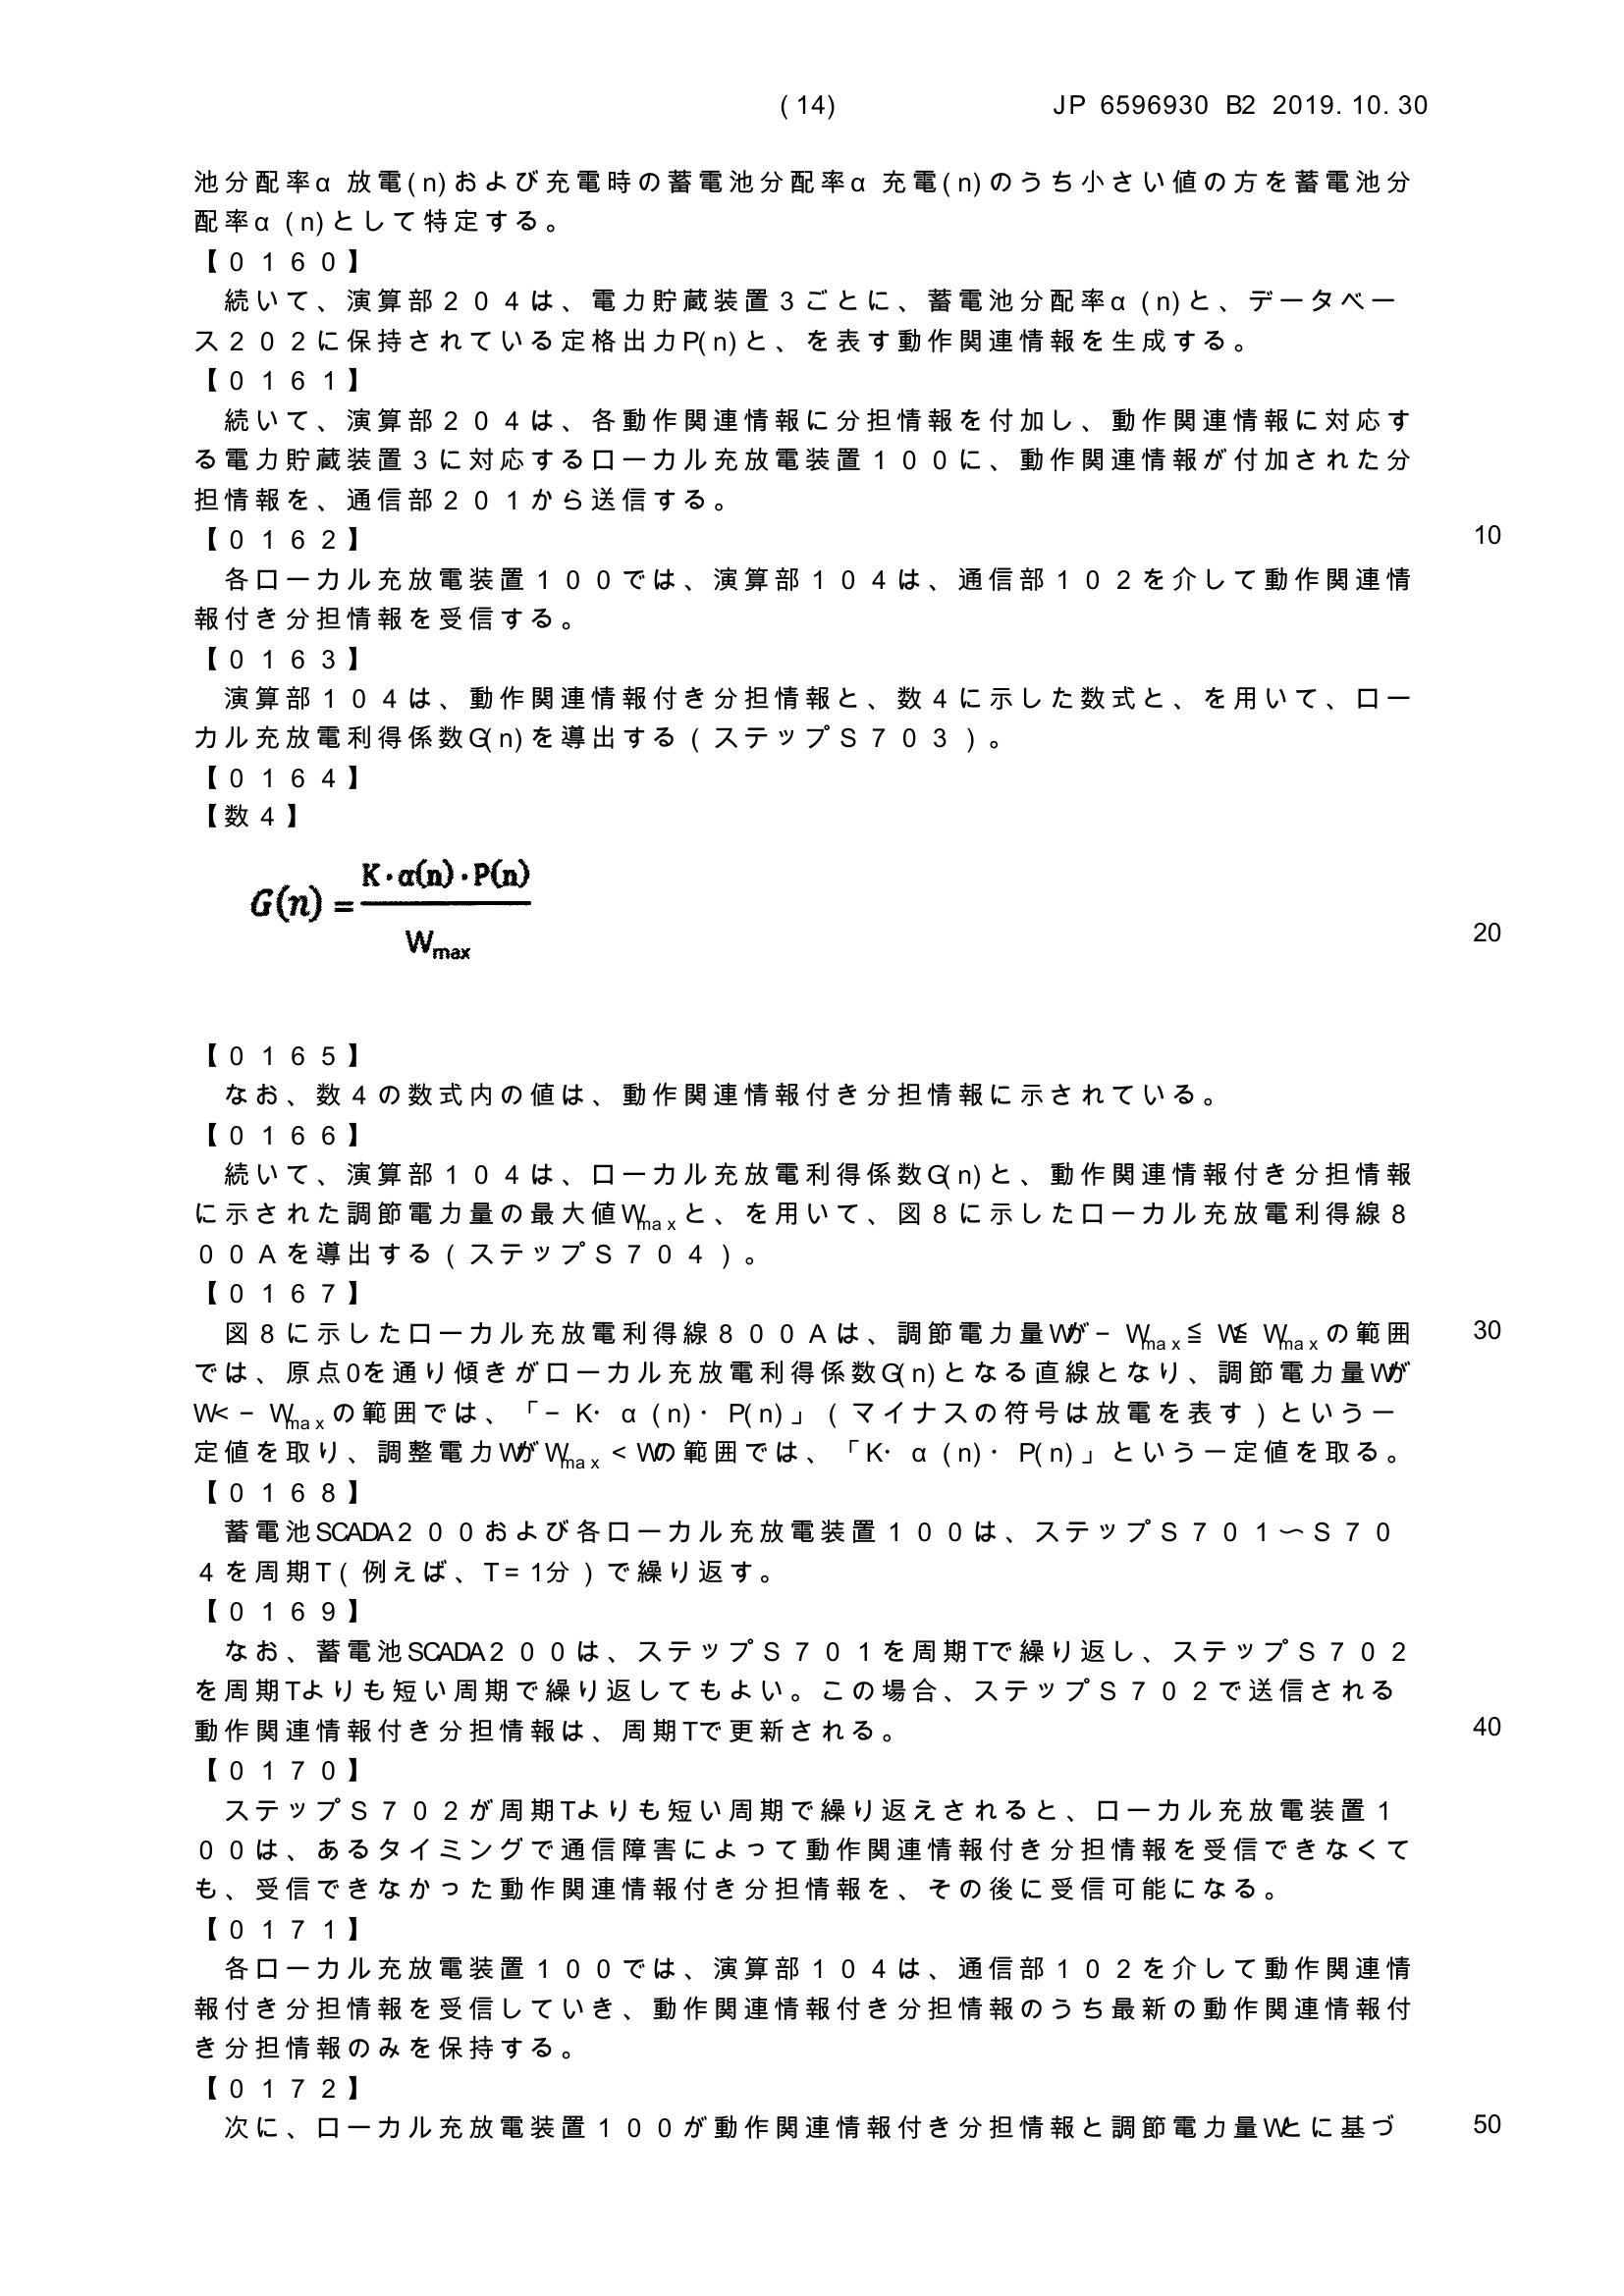 (14) JP 6596930 B2 2019.10.30
池分配率α放電(n)および充電時の蓄電池分配率α充電(n)のうち小さい値の方を蓄電池分
配率α(n)として特定する。
【０１６０】
　続いて、演算部２０４は、電力貯蔵装置３ごとに、蓄電池分配率α(n)と、データベー
ス２０２に保持されている定格出力P(n)と、を表す動作関連情報を生成する。
【０１６１】
　続いて、演算部２０４は、各動作関連情報に分担情報を付加し、動作関連情報に対応す
る電力貯蔵装置３に対応するローカル充放電装置１００に、動作関連情報が付加された分
担情報を、通信部２０１から送信する。
【０１６２】 10
　各ローカル充放電装置１００では、演算部１０４は、通信部１０２を介して動作関連情
報付き分担情報を受信する。
【０１６３】
　演算部１０４は、動作関連情報付き分担情報と、数４に示した数式と、を用いて、ロー
カル充放電利得係数G(n)を導出する（ステップＳ７０３）。
【０１６４】
【数４】
G(n) = K·α(n)·P(n) / Wmax
20
【０１６５】
　なお、数４の数式内の値は、動作関連情報付き分担情報に示されている。
【０１６６】
　続いて、演算部１０４は、ローカル充放電利得係数G(n)と、動作関連情報付き分担情報
に示された調節電力量の最大値Wmaxと、を用いて、図８に示したローカル充放電利得線８
００Ａを導出する（ステップＳ７０４）。
【０１６７】
　図８に示したローカル充放電利得線８００Ａは、調節電力量Wが－Wmax≦W≦Wmaxの範囲 30
では、原点0を通り傾きがローカル充放電利得係数G(n)となる直線となり、調節電力量Wが
W<－Wmaxの範囲では、「－K・α(n)・P(n)」（マイナスの符号は放電を表す）という一
定値を取り、調整電力WがWmax＜Wの範囲では、「K・α(n)・P(n)」という一定値を取る。
【０１６８】
　蓄電池SCADA２００および各ローカル充放電装置１００は、ステップＳ７０１～Ｓ７０
４を周期T（例えば、T=1分）で繰り返す。
【０１６９】
　なお、蓄電池SCADA２００は、ステップＳ７０１を周期Tで繰り返し、ステップＳ７０２
を周期Tよりも短い周期で繰り返してもよい。この場合、ステップＳ７０２で送信される
動作関連情報付き分担情報は、周期Tで更新される。 40
【０１７０】
　ステップＳ７０２が周期Tよりも短い周期で繰り返えされると、ローカル充放電装置１
００は、あるタイミングで通信障害によって動作関連情報付き分担情報を受信できなくて
も、受信できなかった動作関連情報付き分担情報を、その後に受信可能になる。
【０１７１】
　各ローカル充放電装置１００では、演算部１０４は、通信部１０２を介して動作関連情
報付き分担情報を受信していき、動作関連情報付き分担情報のうち最新の動作関連情報付
き分担情報のみを保持する。
【０１７２】
　次に、ローカル充放電装置１００が動作関連情報付き分担情報と調節電力量Wとに基づ 50